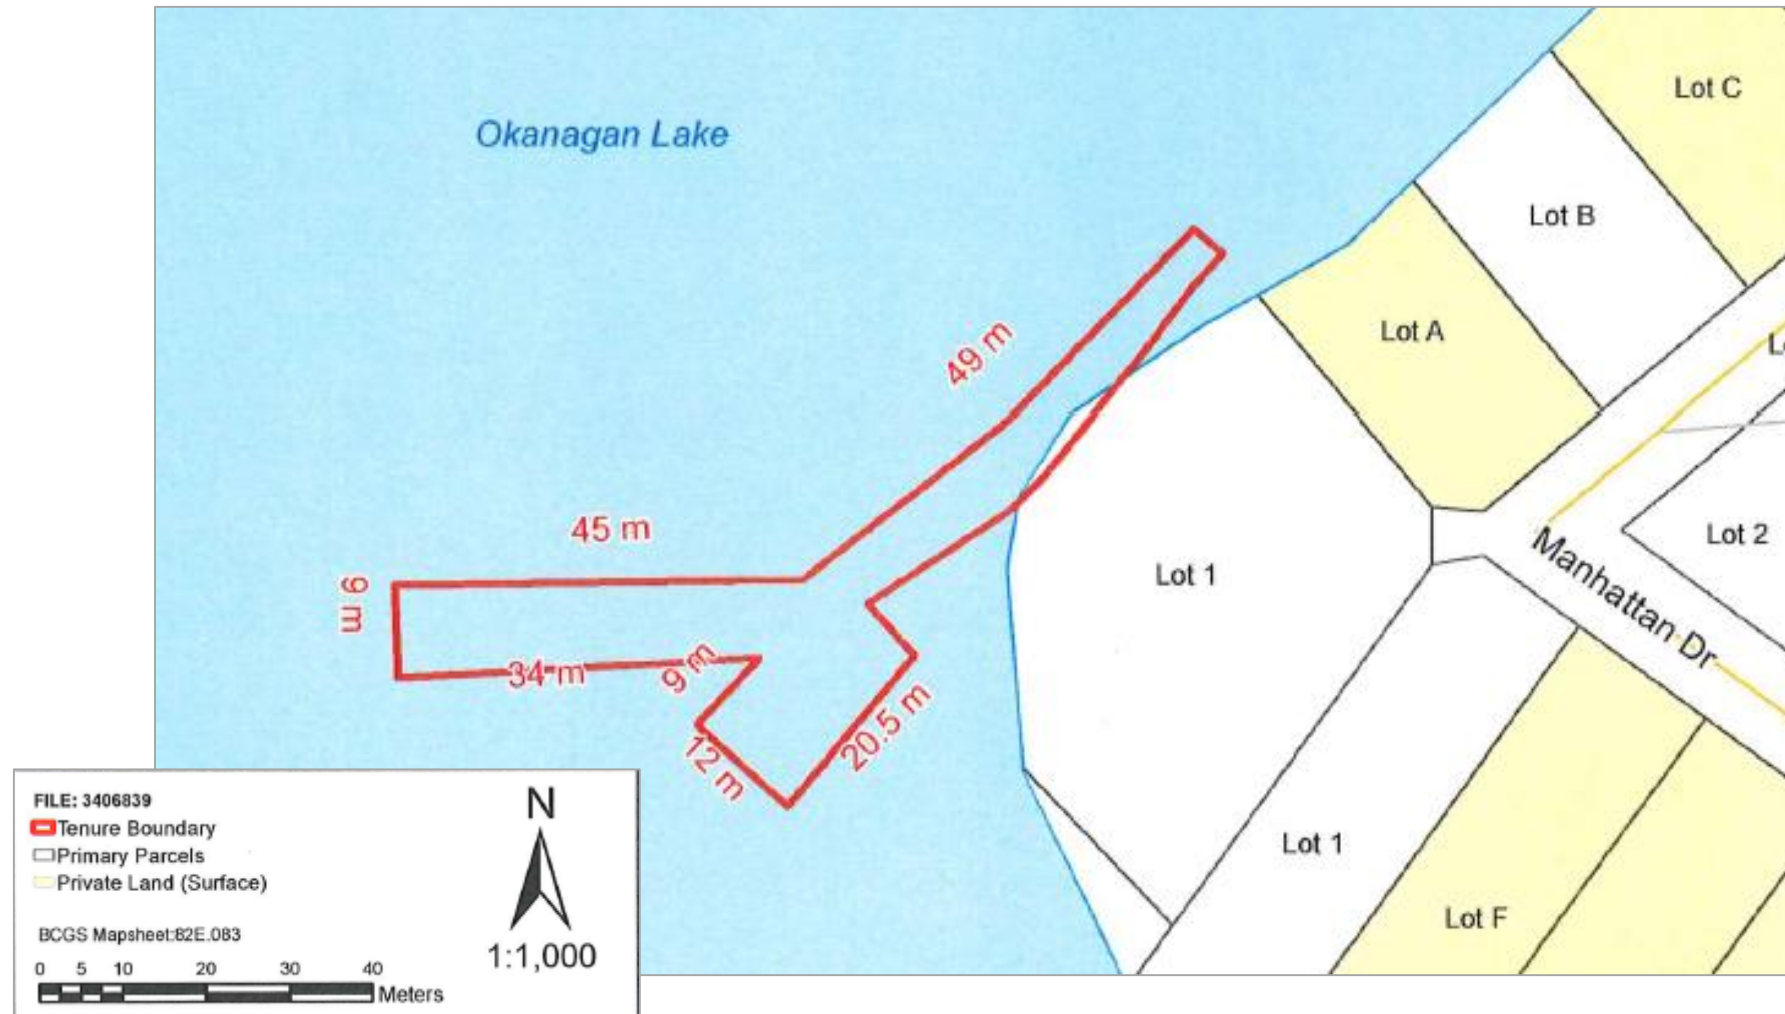 Okanagan Lake
Lot C
Lot B
Lot A
49 m
45 m
9 m
34 m
9 m
12 m
20.5 m
Lot 1
Lot 2
Manhattan Dr
Lot 1
Lot F
FILE: 3406839
Tenure Boundary
Primary Parcels
Private Land (Surface)
BCGS Mapsheet:82E.083
0 5 10 20 30 40
Meters
N
1:1,000